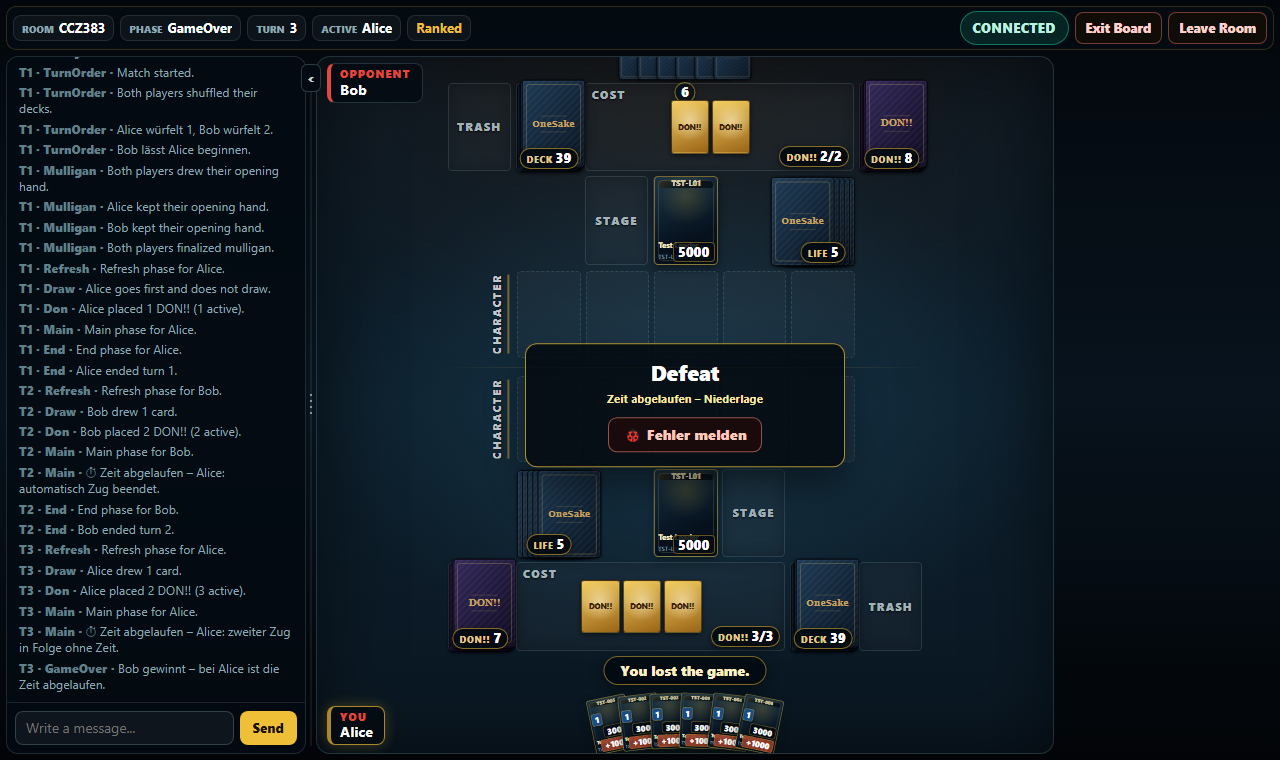 ROOM CCZ383
PHASE GameOver
TURN 3
ACTIVE Alice
Ranked
CONNECTED
Exit Board
Leave Room
T1 · TurnOrder · Match started.
T1 · TurnOrder · Both players shuffled their
decks.
T1 · TurnOrder · Alice würfelt 1, Bob würfelt 2.
T1 · TurnOrder · Bob lässt Alice beginnen.
T1 · Mulligan · Both players drew their opening
hand.
T1 · Mulligan · Alice kept their opening hand.
T1 · Mulligan · Bob kept their opening hand.
T1 · Mulligan · Both players finalized mulligan.
T1 · Refresh · Refresh phase for Alice.
T1 · Draw · Alice goes first and does not draw.
T1 · Don · Alice placed 1 DON!! (1 active).
T1 · Main · Main phase for Alice.
T1 · End · End phase for Alice.
T1 · End · Alice ended turn 1.
T2 · Refresh · Refresh phase for Bob.
T2 · Draw · Bob drew 1 card.
T2 · Don · Bob placed 2 DON!! (2 active).
T2 · Main · Main phase for Bob.
T2 · Main · ⏱ Zeit abgelaufen – Alice:
automatisch Zug beendet.
T2 · End · End phase for Bob.
T2 · End · Bob ended turn 2.
T3 · Refresh · Refresh phase for Alice.
T3 · Draw · Alice drew 1 card.
T3 · Don · Alice placed 2 DON!! (3 active).
T3 · Main · Main phase for Alice.
T3 · Main · ⏱ Zeit abgelaufen – Alice: zweiter Zug
in Folge ohne Zeit.
T3 · GameOver · Bob gewinnt – bei Alice ist die
Zeit abgelaufen.
Write a message...
Send
OPPONENT
Bob
6
TRASH
OneSake
DECK 39
COST
DON!!
DON!!
DON!! 2/2
DON!!
DON!! 8
STAGE
TST-L01
Test
5000
OneSake
LIFE 5
CHARACTER
Defeat
Zeit abgelaufen – Niederlage
Fehler melden
CHARACTER
OneSake
LIFE 5
TST-L01
5000
STAGE
DON!!
DON!! 7
COST
DON!!
DON!!
DON!!
DON!! 3/3
OneSake
DECK 39
TRASH
You lost the game.
YOU
Alice
1
1
1
1
1
1
3000
+1000